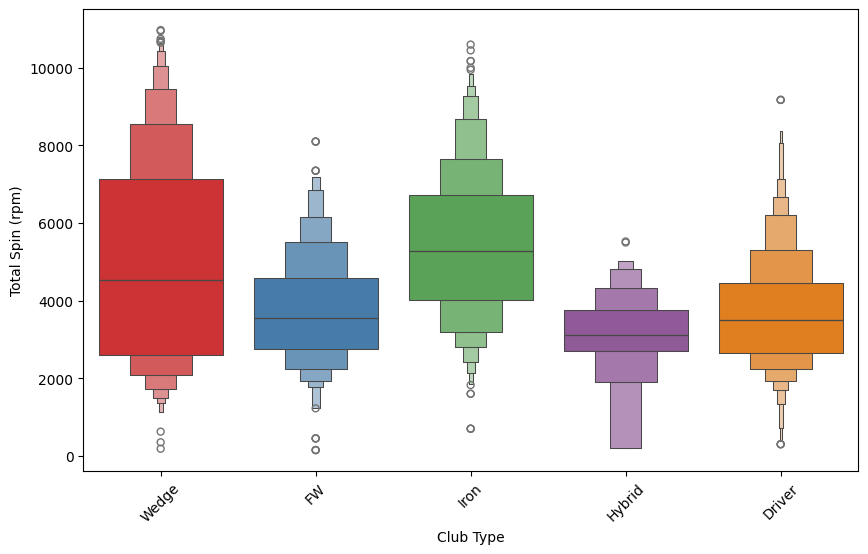 Total Spin (rpm)
10000
8000
6000
4000
2000
0
Wedge
FW
Iron
Hybrid
Driver
Club Type